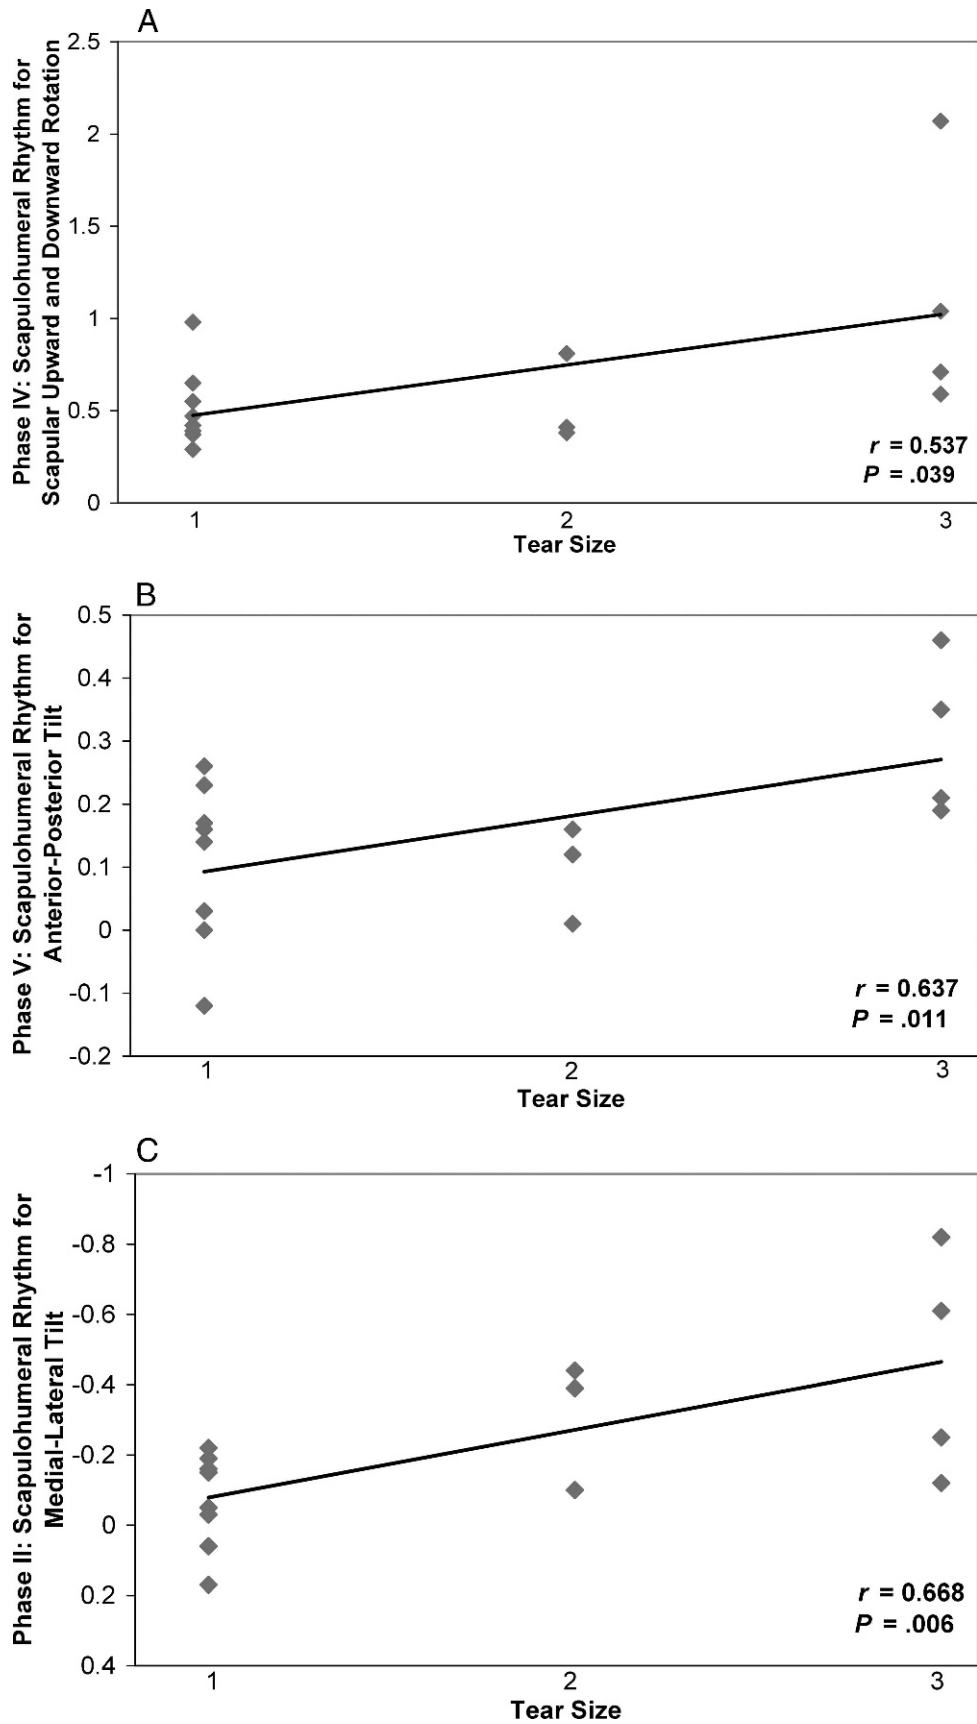 A
Phase IV: Scapulohumeral Rhythm for
Scapular Upward and Downward Rotation
2.5
2
1.5
1
0.5
0
r = 0.537
P = .039
1 2 3
Tear Size
B
Phase V: Scapulohumeral Rhythm for
Anterior-Posterior Tilt
0.5
0.4
0.3
0.2
0.1
0
-0.1
-0.2
r = 0.637
P = .011
1 2 3
Tear Size
C
Phase II: Scapulohumeral Rhythm for
Medial-Lateral Tilt
-1
-0.8
-0.6
-0.4
-0.2
0
0.2
0.4
r = 0.668
P = .006
1 2 3
Tear Size